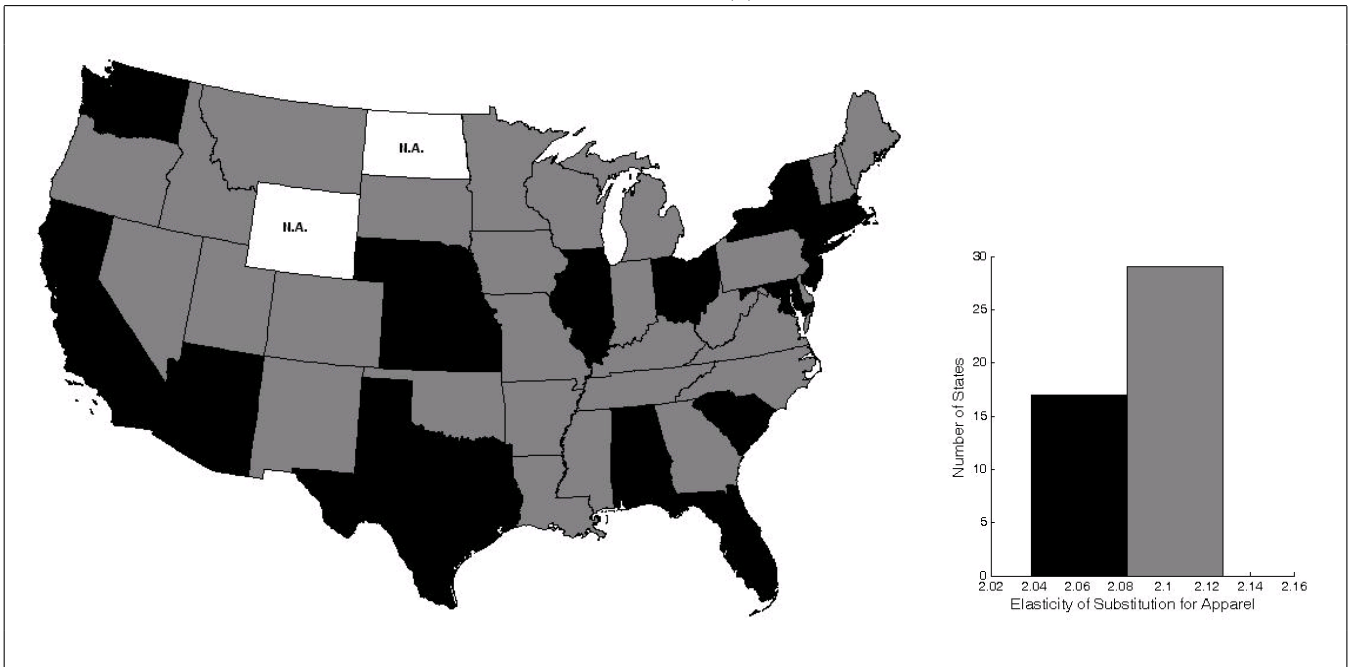 N.A.
N.A.
30
25
20
15
10
5
0
Number of States
2.02 2.04 2.06 2.08 2.1 2.12 2.14 2.16
Elasticity of Substitution for Apparel